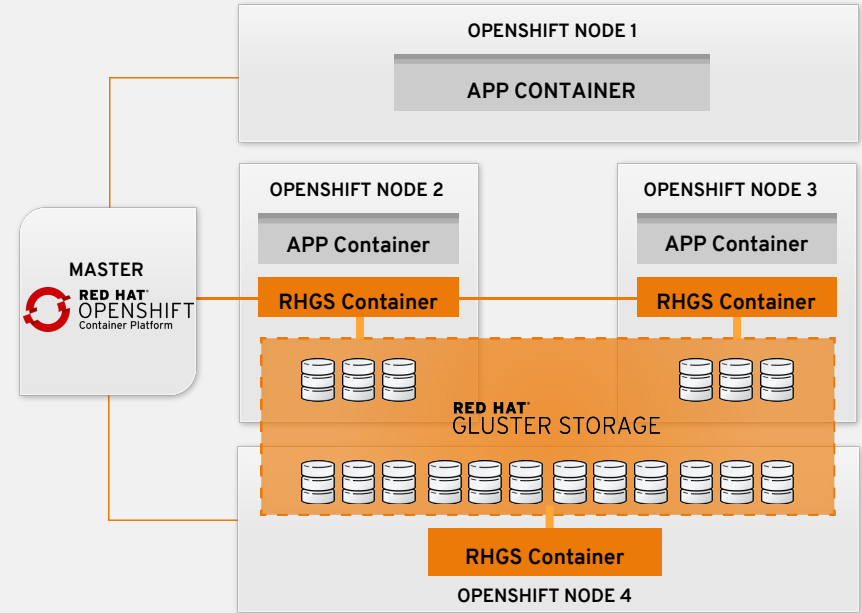 OPENSHIFT NODE 1
APP CONTAINER
OPENSHIFT NODE 2
APP Container
RHGS Container
OPENSHIFT NODE 3
APP Container
RHGS Container
MASTER
RED HAT®
OPENSHIFT
Container Platform
RED HAT®
GLUSTER STORAGE
RHGS Container
OPENSHIFT NODE 4